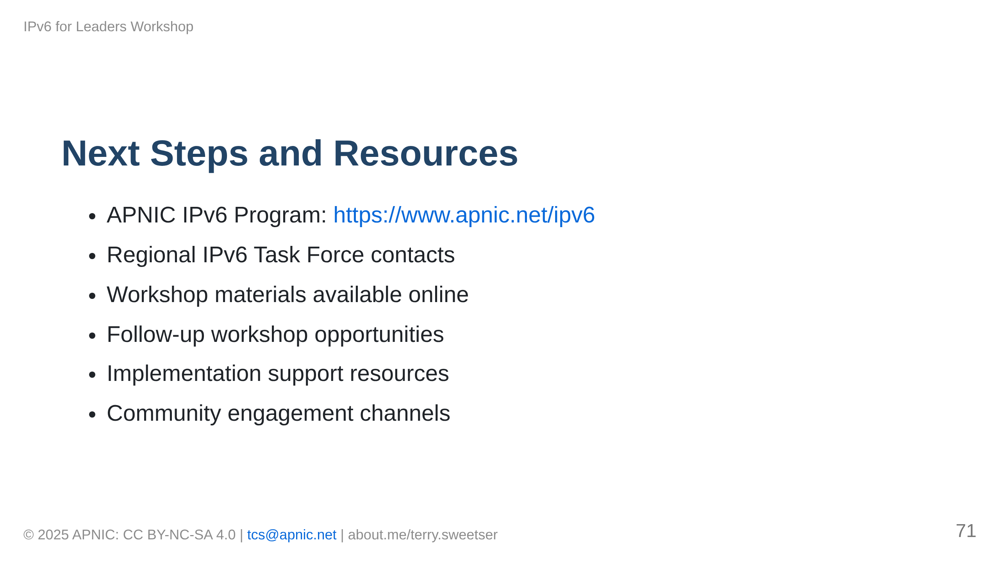 IPv6 for Leaders Workshop
Next Steps and Resources
• APNIC IPv6 Program: https://www.apnic.net/ipv6
• Regional IPv6 Task Force contacts
• Workshop materials available online
• Follow-up workshop opportunities
• Implementation support resources
• Community engagement channels
© 2025 APNIC: CC BY-NC-SA 4.0 | tcs@apnic.net | about.me/terry.sweetser
71